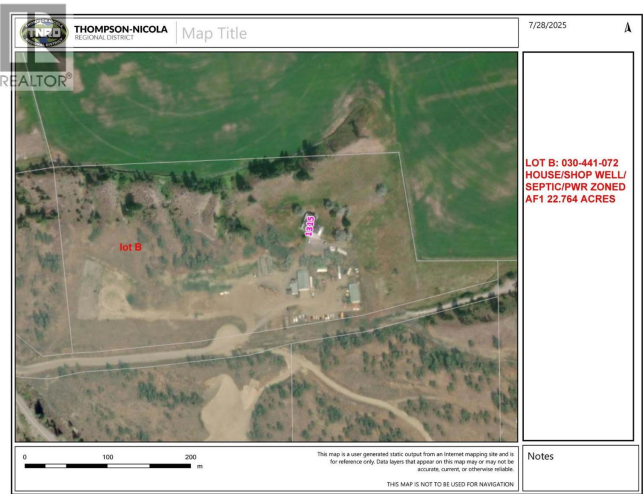 TNRD
THOMPSON-NICOLA
REGIONAL DISTRICT
Map Title
7/28/2025
REALTOR®
LOT B: 030-441-072
HOUSE/SHOP WELL/
SEPTIC/PWR ZONED
AF1 22.764 ACRES
1315
lot B
0 100 200
m
This map is a user generated static output from an Internet mapping site and is
for reference only. Data layers that appear on this map may or may not be
accurate, current, or otherwise reliable.
THIS MAP IS NOT TO BE USED FOR NAVIGATION
Notes